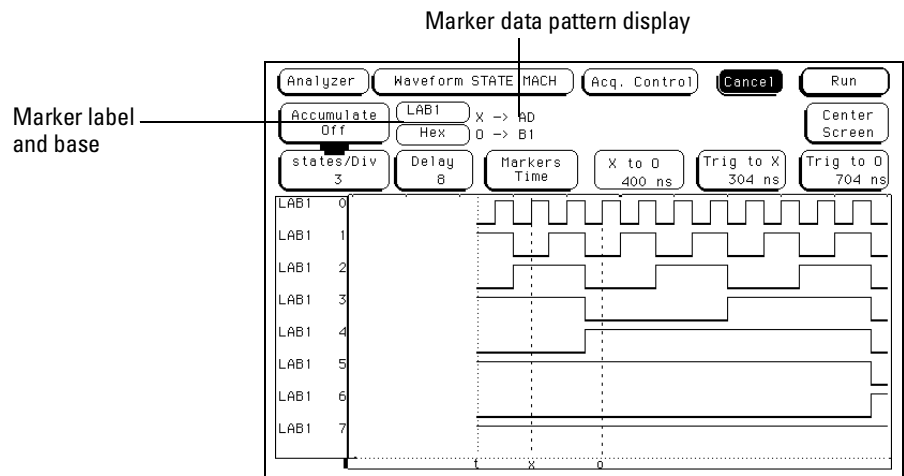 Marker data pattern display
Analyzer Waveform STATE MACH Acq. Control Cancel Run
Marker label and base
Accumulate Off
LAB1 X -> AD
Hex O -> B1
Center Screen
states/Div 3
Delay 8
Markers Time
X to O 400 ns
Trig to X 304 ns
Trig to O 704 ns
LAB1 0
LAB1 1
LAB1 2
LAB1 3
LAB1 4
LAB1 5
LAB1 6
LAB1 7
t X O